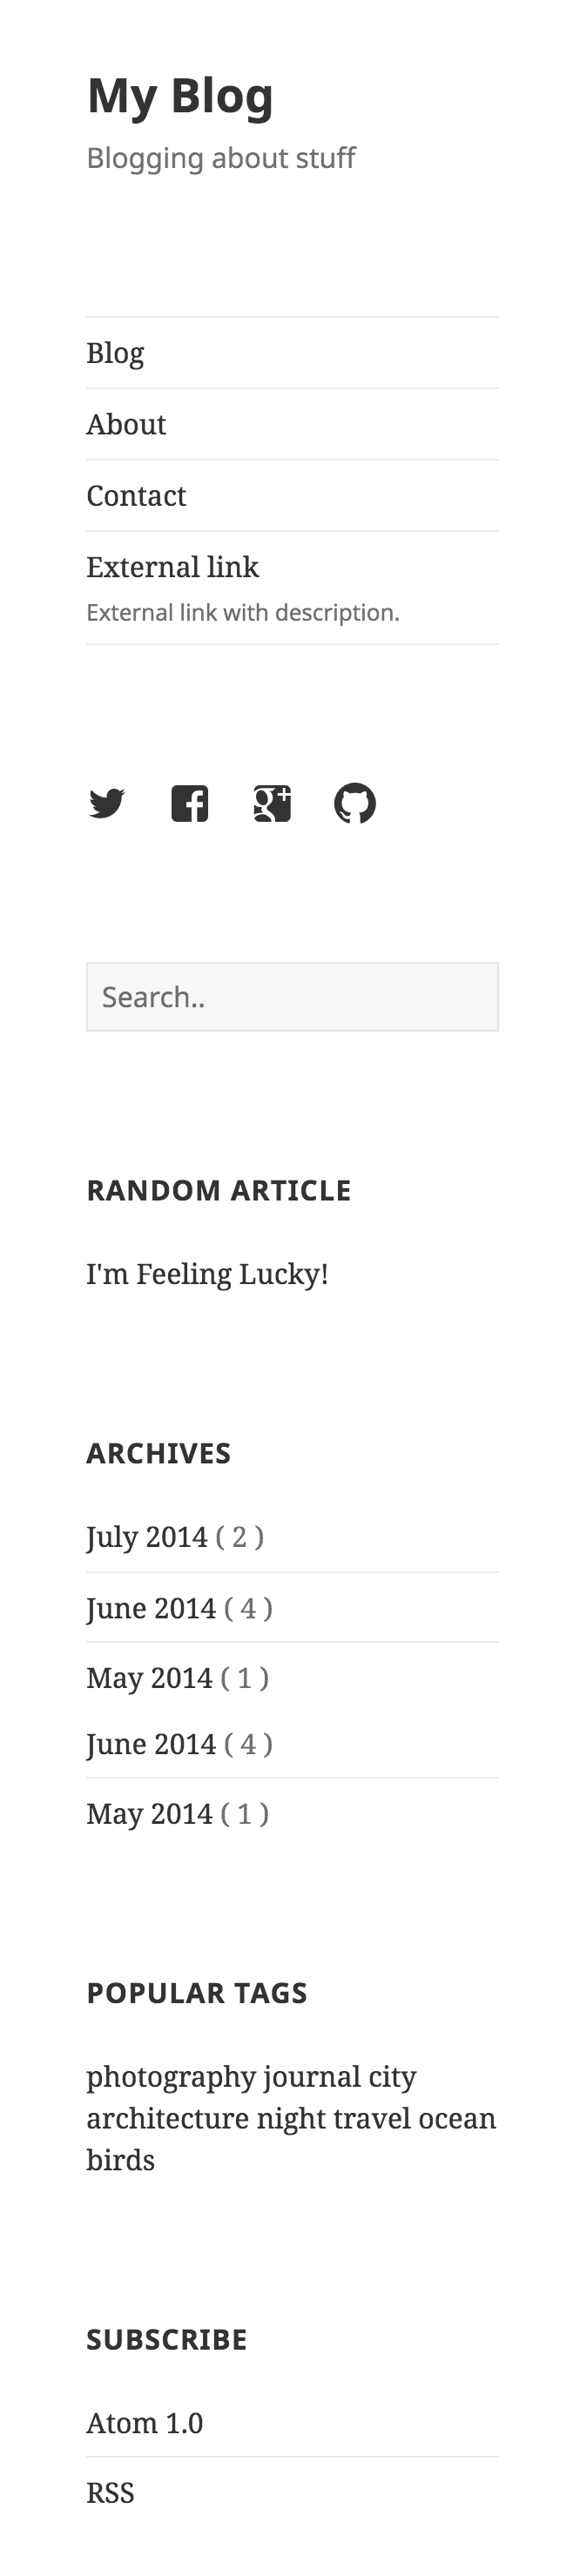 My Blog
Blogging about stuff
Blog
About
Contact
External link
External link with description.
Search..
RANDOM ARTICLE
I'm Feeling Lucky!
ARCHIVES
July 2014 ( 2 )
June 2014 ( 4 )
May 2014 ( 1 )
June 2014 ( 4 )
May 2014 ( 1 )
POPULAR TAGS
photography journal city
architecture night travel ocean
birds
SUBSCRIBE
Atom 1.0
RSS